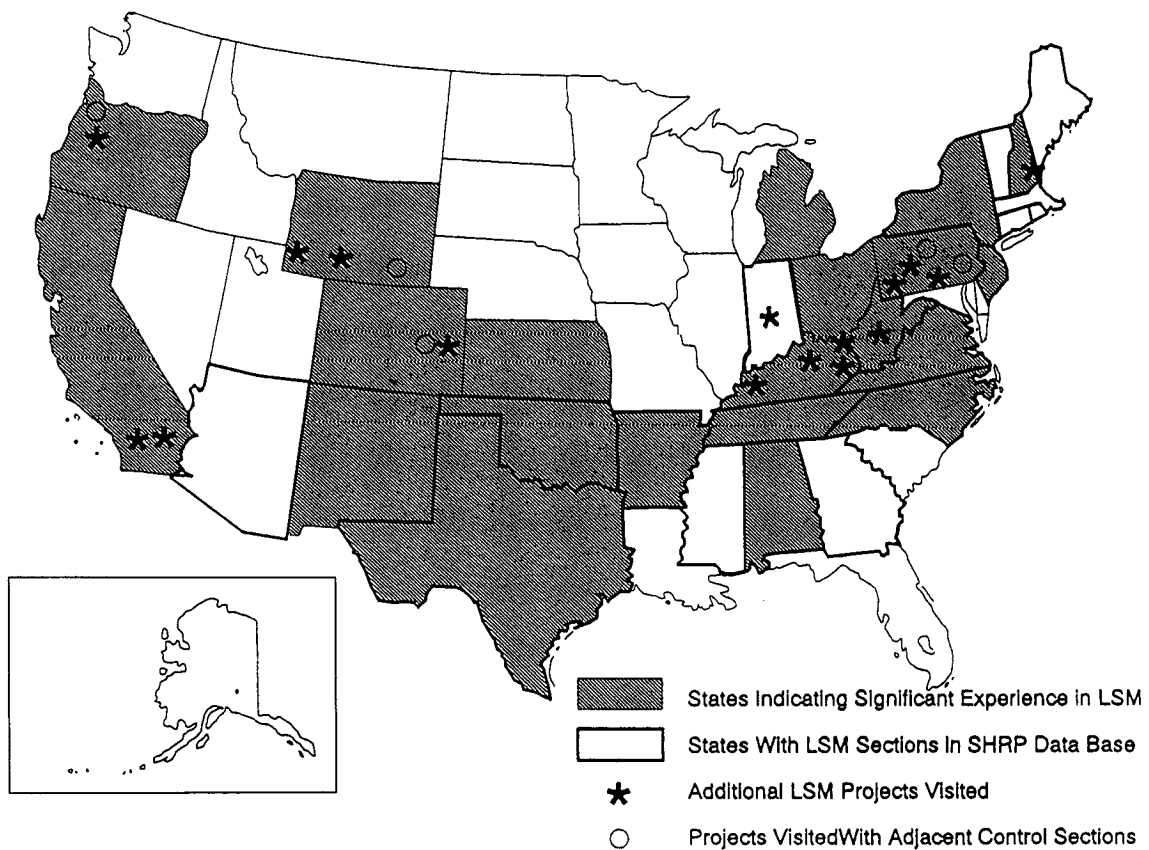 States Indicating Significant Experience in LSM
States With LSM Sections in SHRP Data Base
Additional LSM Projects Visited
Projects VisitedWith Adjacent Control Sections